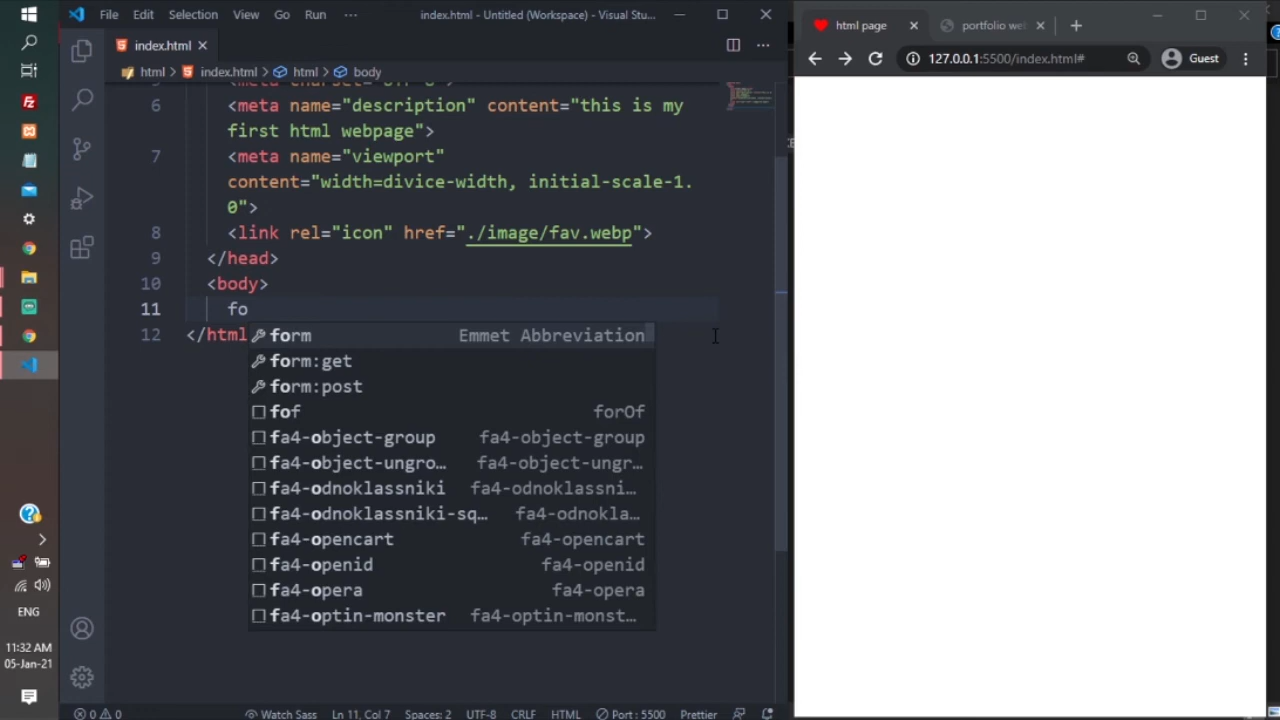 File Edit Selection View Go Run ··· index.html - Untitled (Workspace) - Visual Stu...
index.html
html > index.html > html > body
6 <meta name="description" content="this is my
first html webpage">
7 <meta name="viewport"
content="width=divice-width, initial-scale-1.
0">
8 <link rel="icon" href="./image/fav.webp">
9 </head>
10 <body>
11 fo
12 </html
form Emmet Abbreviation
form:get
form:post
fof forOf
fa4-object-group fa4-object-group
fa4-object-ungro… fa4-object-ungr…
fa4-odnoklassniki fa4-odnoklassni…
fa4-odnoklassniki-sq… fa4-odnokla…
fa4-opencart fa4-opencart
fa4-openid fa4-openid
fa4-opera fa4-opera
fa4-optin-monster fa4-optin-monst…
0 0 Watch Sass Ln 11, Col 7 Spaces: 2 UTF-8 CRLF HTML Port : 5500 Prettier
ENG
11:32 AM
05-Jan-21
html page portfolio we
127.0.0.1:5500/index.html# Guest